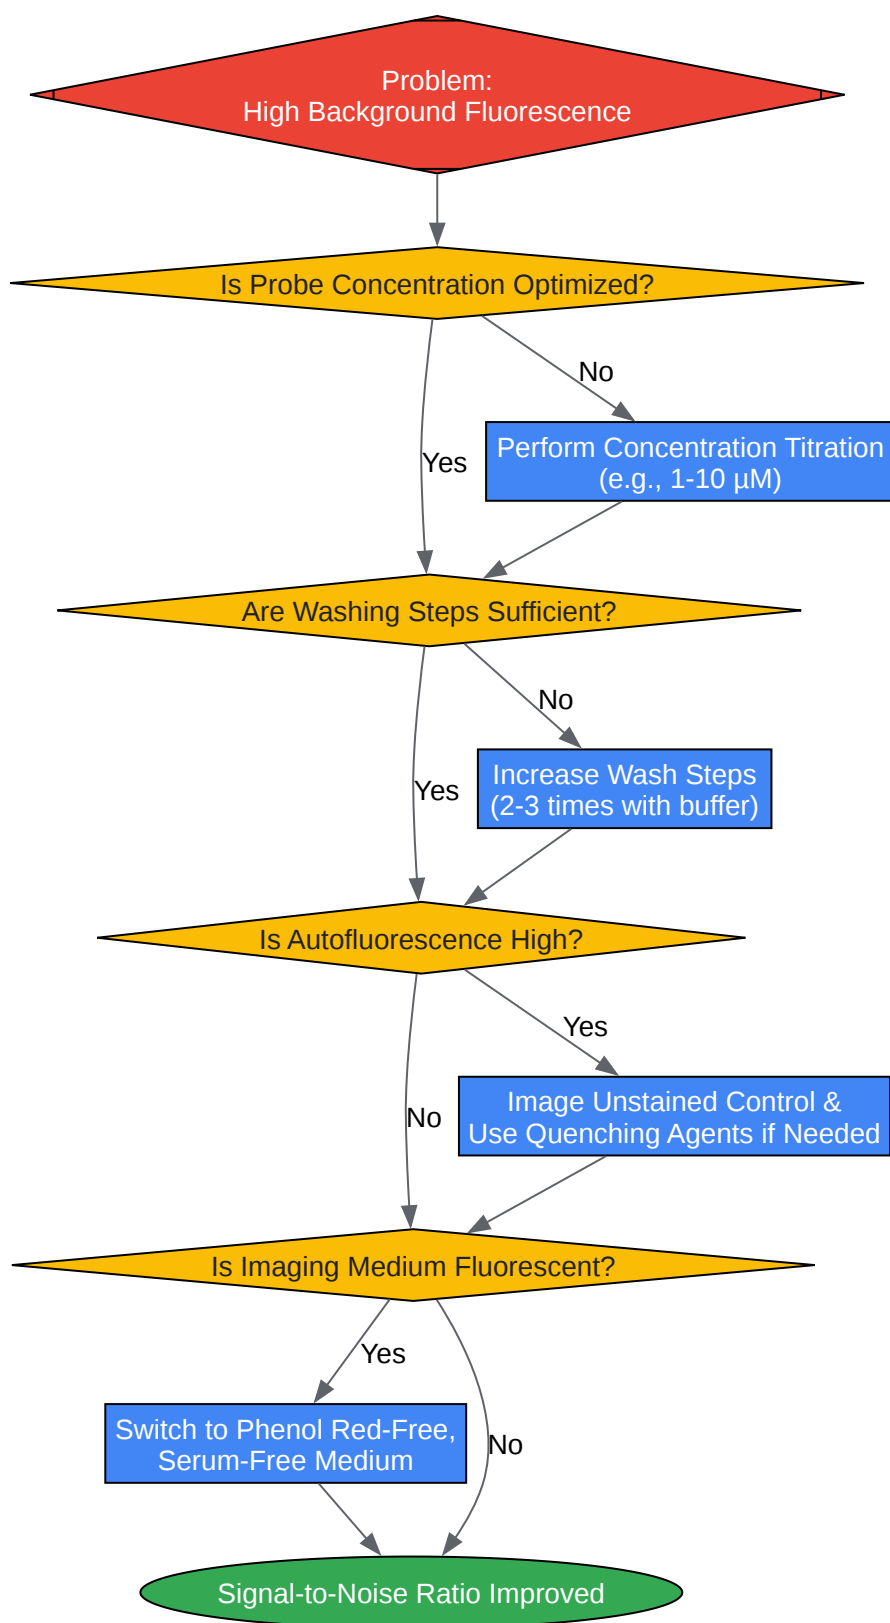 Problem:
High Background Fluorescence
Is Probe Concentration Optimized?
No
Perform Concentration Titration
(e.g., 1-10 µM)
Yes
Are Washing Steps Sufficient?
No
Increase Wash Steps
(2-3 times with buffer)
Yes
Is Autofluorescence High?
Yes
Image Unstained Control &
Use Quenching Agents if Needed
No
Is Imaging Medium Fluorescent?
Yes
Switch to Phenol Red-Free,
Serum-Free Medium
No
Signal-to-Noise Ratio Improved